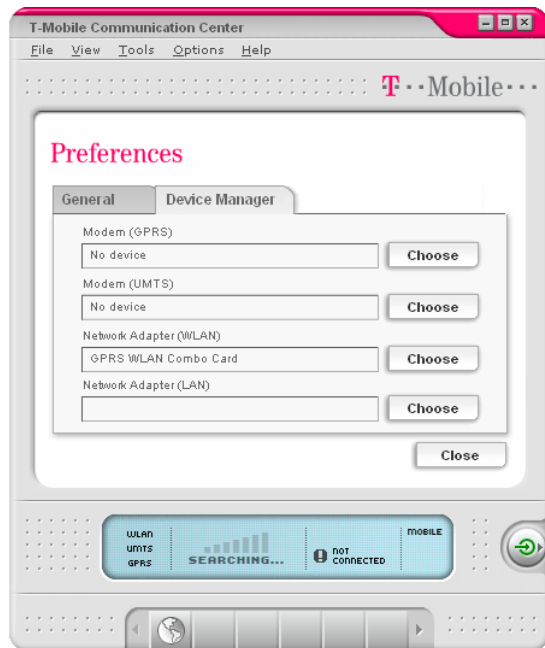 T-Mobile Communication Center
File View Tools Options Help
T··Mobile···
Preferences
General Device Manager
Modem (GPRS)
No device Choose
Modem (UMTS)
No device Choose
Network Adapter (WLAN)
GPRS WLAN Combo Card Choose
Network Adapter (LAN)
Choose
Close
WLAN
UMTS
GPRS
SEARCHING...
NOT
CONNECTED
MOBILE